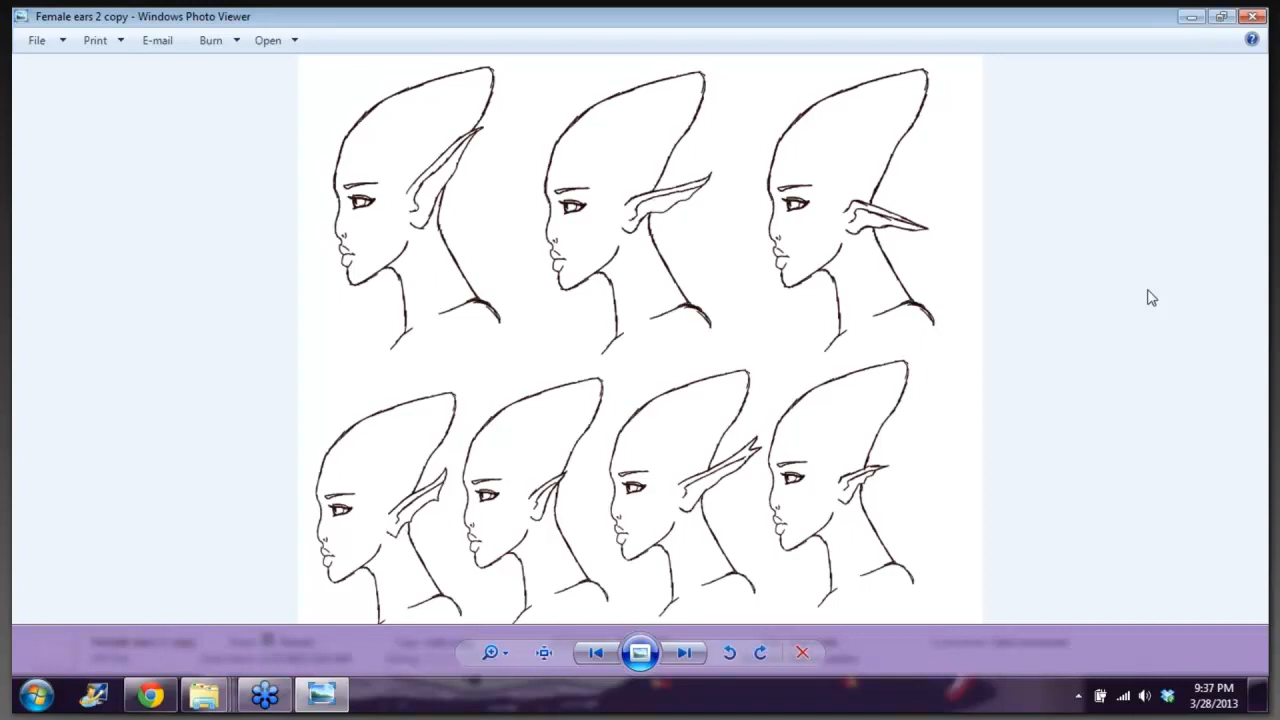 Female ears 2 copy - Windows Photo Viewer
File Print E-mail Burn Open
9:37 PM
3/28/2013